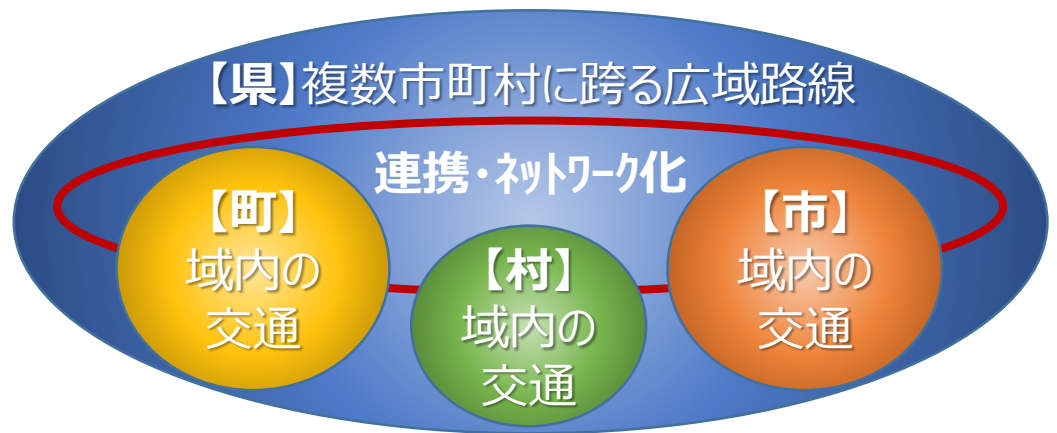 【県】複数市町村に跨る広域路線
連携・ネットワーク化
【町】
域内の
交通
【村】
域内の
交通
【市】
域内の
交通